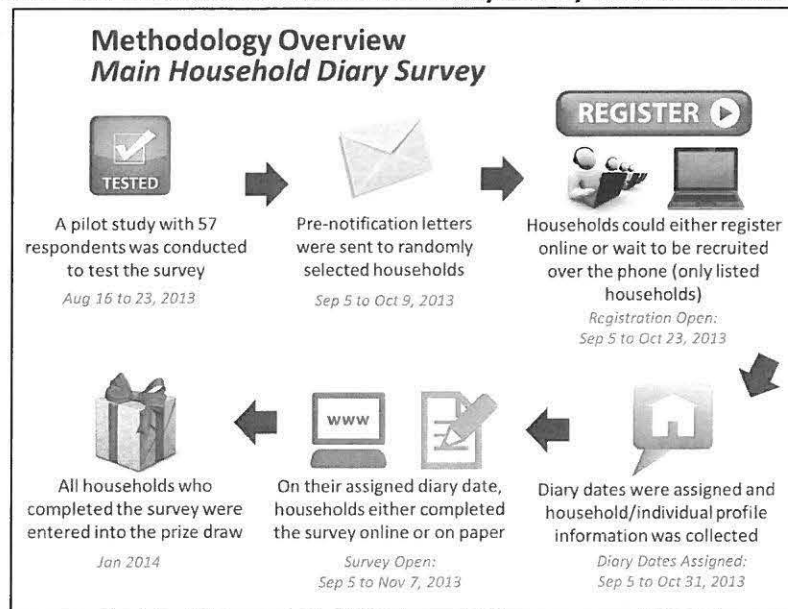 Methodology Overview
Main Household Diary Survey
REGISTER
TESTED
A pilot study with 57
respondents was conducted
to test the survey
Aug 16 to 23, 2013
Pre-notification letters
were sent to randomly
selected households
Sep 5 to Oct 9, 2013
Households could either register
online or wait to be recruited
over the phone (only listed
households)
Registration Open:
Sep 5 to Oct 23, 2013
Diary dates were assigned and
household/individual profile
information was collected
Diary Dates Assigned:
Sep 5 to Oct 31, 2013
www
On their assigned diary date,
households either completed
the survey online or on paper
Survey Open:
Sep 5 to Nov 7, 2013
All households who
completed the survey were
entered into the prize draw
Jan 2014